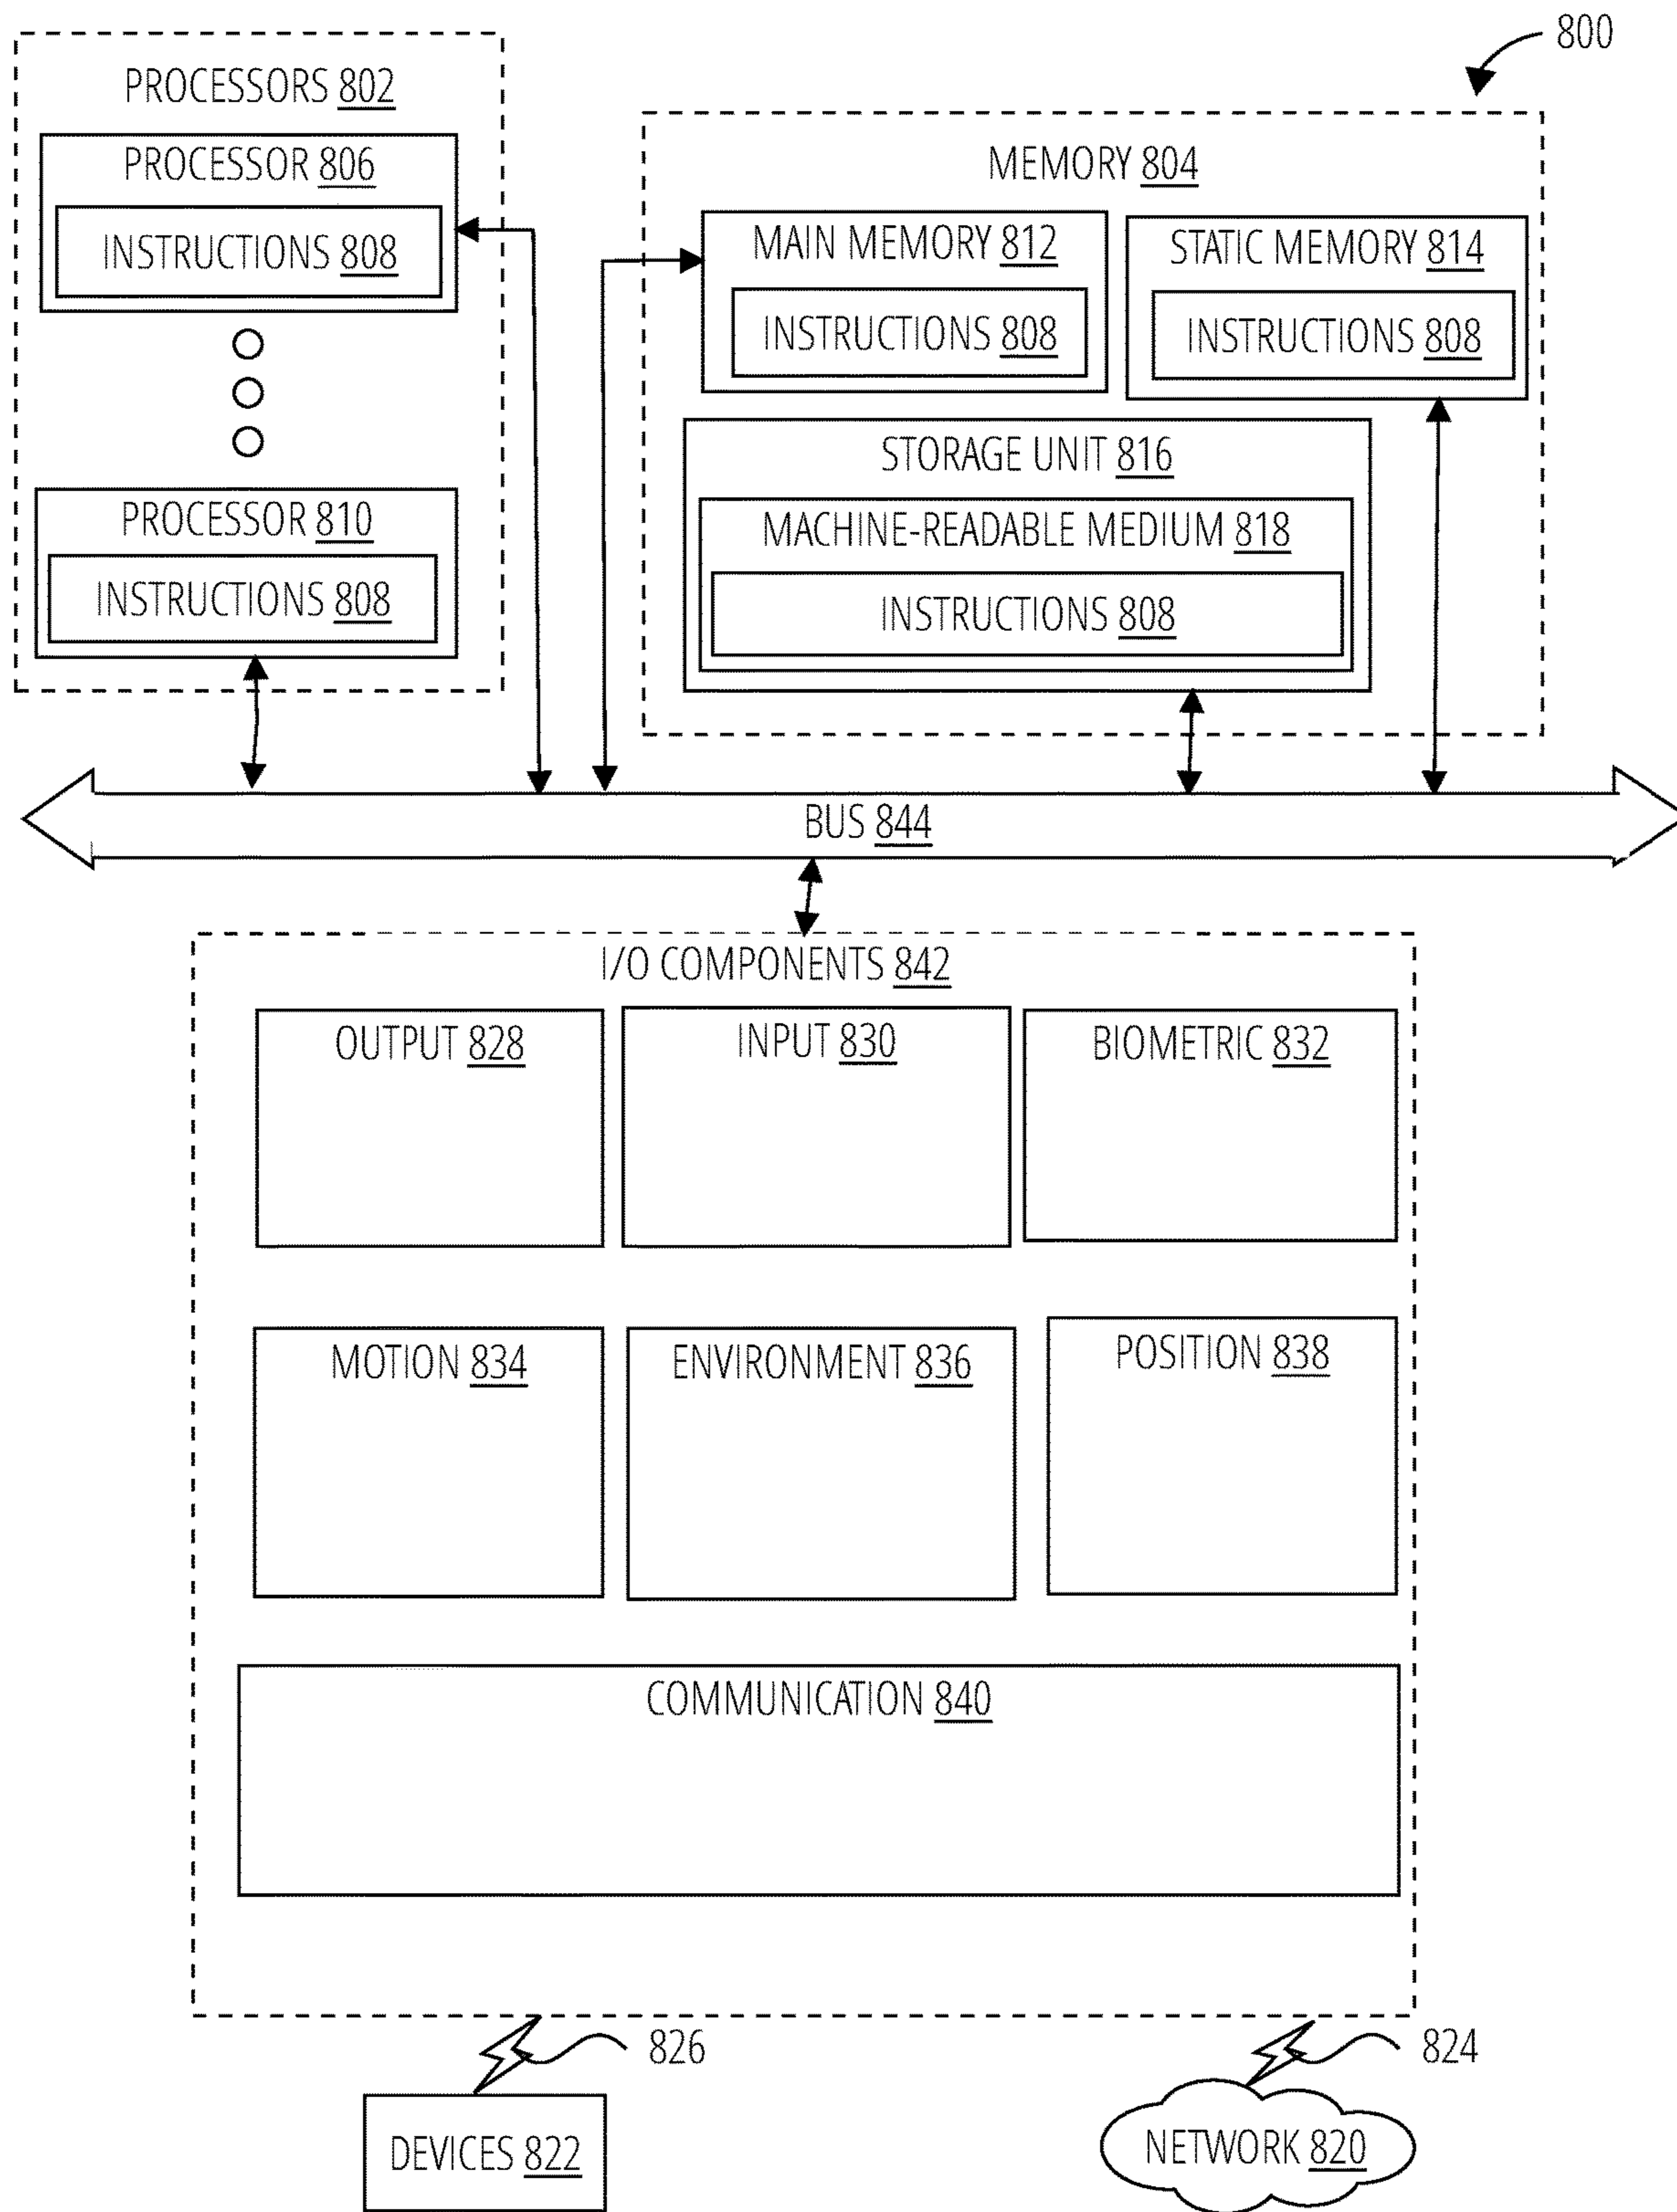 800
PROCESSORS 802
PROCESSOR 806
INSTRUCTIONS 808
PROCESSOR 810
INSTRUCTIONS 808
MEMORY 804
MAIN MEMORY 812
INSTRUCTIONS 808
STATIC MEMORY 814
INSTRUCTIONS 808
STORAGE UNIT 816
MACHINE-READABLE MEDIUM 818
INSTRUCTIONS 808
BUS 844
I/O COMPONENTS 842
OUTPUT 828
INPUT 830
BIOMETRIC 832
MOTION 834
ENVIRONMENT 836
POSITION 838
COMMUNICATION 840
826
824
DEVICES 822
NETWORK 820